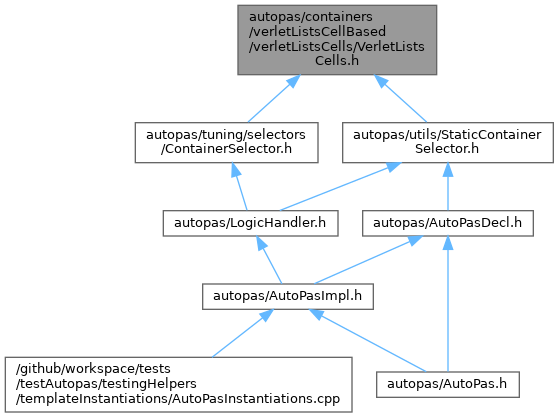 autopas/containers
/verletListsCellBased
/verletListsCells/VerletLists
Cells.h
autopas/tuning/selectors
/ContainerSelector.h
autopas/utils/StaticContainer
Selector.h
autopas/LogicHandler.h
autopas/AutoPasDecl.h
autopas/AutoPasImpl.h
/github/workspace/tests
/testAutopas/testingHelpers
/templateInstantiations/AutoPasInstantiations.cpp
autopas/AutoPas.h